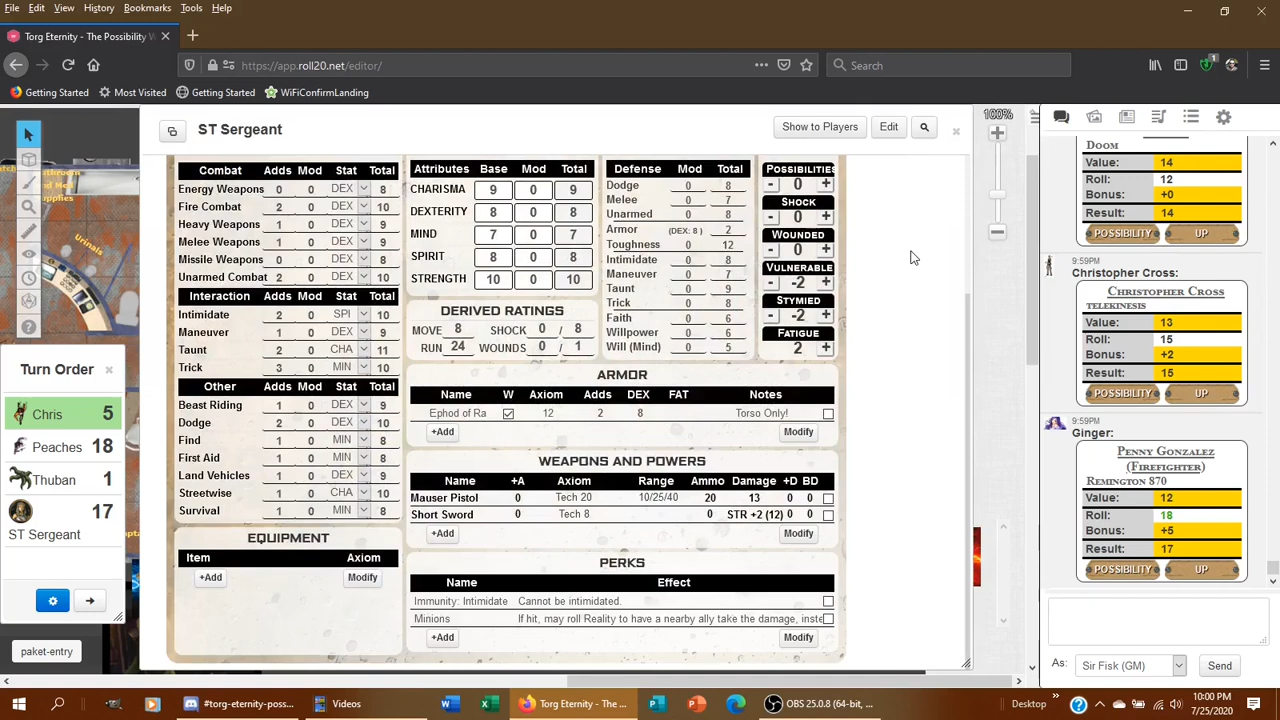 File Edit View History Bookmarks Tools Help
Torg Eternity - The Possibility W
https://app.roll20.net/editor/
Search
Getting Started Most Visited Getting Started WiFiConfirmLanding
ST Sergeant
Show to Players Edit
100%
Combat Adds Mod Stat
Energy Weapons 0 0 DEX 8
Fire Combat 2 0 DEX 10
Heavy Weapons 1 0 DEX 9
Melee Weapons 1 0 DEX 9
Missile Weapons 0 0 DEX 8
Unarmed Combat 2 0 DEX 10
Interaction Adds Mod Stat
Intimidate 2 0 SPI 10
Maneuver 1 0 DEX 9
Taunt 2 0 CHA 11
Trick 3 0 MIN 10
Other Adds Mod Stat
Beast Riding 1 0 DEX 9
Dodge 2 0 DEX 10
Find 1 0 MIN 8
First Aid 1 0 MIN 8
Land Vehicles 1 0 DEX 9
Streetwise 1 0 CHA 10
Survival 1 0 MIN 8
EQUIPMENT
Item Axiom
+Add Modify
Attributes Base Mod Total
CHARISMA 9 0 9
DEXTERITY 8 0 8
MIND 7 0 7
SPIRIT 8 0 8
STRENGTH 10 0 10
DERIVED RATINGS
MOVE 8 SHOCK 0 / 8
RUN 24 WOUNDS 0 / 1
Defense Mod Total
Dodge 0 8
Melee 0 7
Unarmed 0 8
Armor (DEX: 8 ) 2
Toughness 0 12
Intimidate 0 8
Maneuver 0 7
Taunt 0 9
Trick 0 8
Faith 0 6
Willpower 0 6
Will (Mind) 0 5
POSSIBILITIES
- 0 +
SHOCK
- 0 +
WOUNDED
- 0 +
VULNERABLE
- -2 +
STYMIED
- -2 +
FATIGUE
2 +
ARMOR
Name W Axiom Adds DEX FAT Notes
Ephod of Ra 12 2 8 Torso Only!
+Add Modify
WEAPONS AND POWERS
Name +A Axiom Range Ammo Damage +D BD
Mauser Pistol 0 Tech 20 10/25/40 20 13 0 0
Short Sword 0 Tech 8 0 STR +2 (12) 0 0
+Add Modify
PERKS
Name Effect
Immunity: Intimidate Cannot be intimidated.
Minions If hit, may roll Reality to have a nearby ally take the damage, inste
+Add Modify
Urinals
Turn Order
Chris 5
Peaches 18
Thuban 1
17
ST Sergeant
paket-entry
DOOM
Value: 14
Roll: 12
Bonus: +0
Result: 14
POSSIBILITY UP
9:59PM
Christopher Cross:
CHRISTOPHER CROSS
TELEKINESIS
Value: 13
Roll: 15
Bonus: +2
Result: 15
POSSIBILITY UP
9:59PM
Ginger:
PENNY GONZALEZ
(FIREFIGHTER)
REMINGTON 870
Value: 12
Roll: 18
Bonus: +5
Result: 17
POSSIBILITY UP
As: Sir Fisk (GM) Send
#torg-eternity-poss... Videos Torg Eternity - The ... OBS 25.0.8 (64-bit, ... Desktop
10:00 PM
7/25/2020